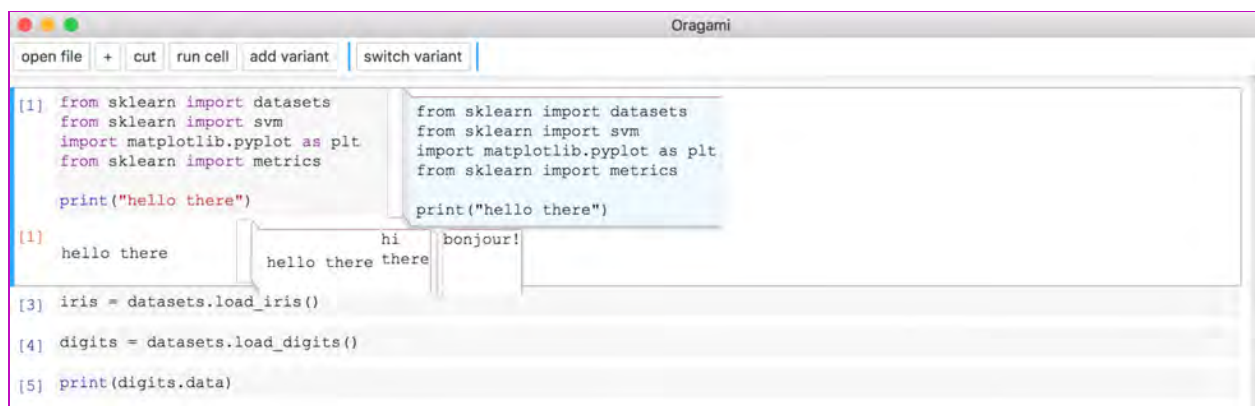 Oragami
open file + cut run cell add variant switch variant
[1] from sklearn import datasets
from sklearn import svm
import matplotlib.pyplot as plt
from sklearn import metrics
print("hello there")
from sklearn import datasets
from sklearn import svm
import matplotlib.pyplot as plt
from sklearn import metrics
print("hello there")
[1] hello there
hello there
hi
there
bonjour!
[3] iris = datasets.load_iris()
[4] digits = datasets.load_digits()
[5] print(digits.data)